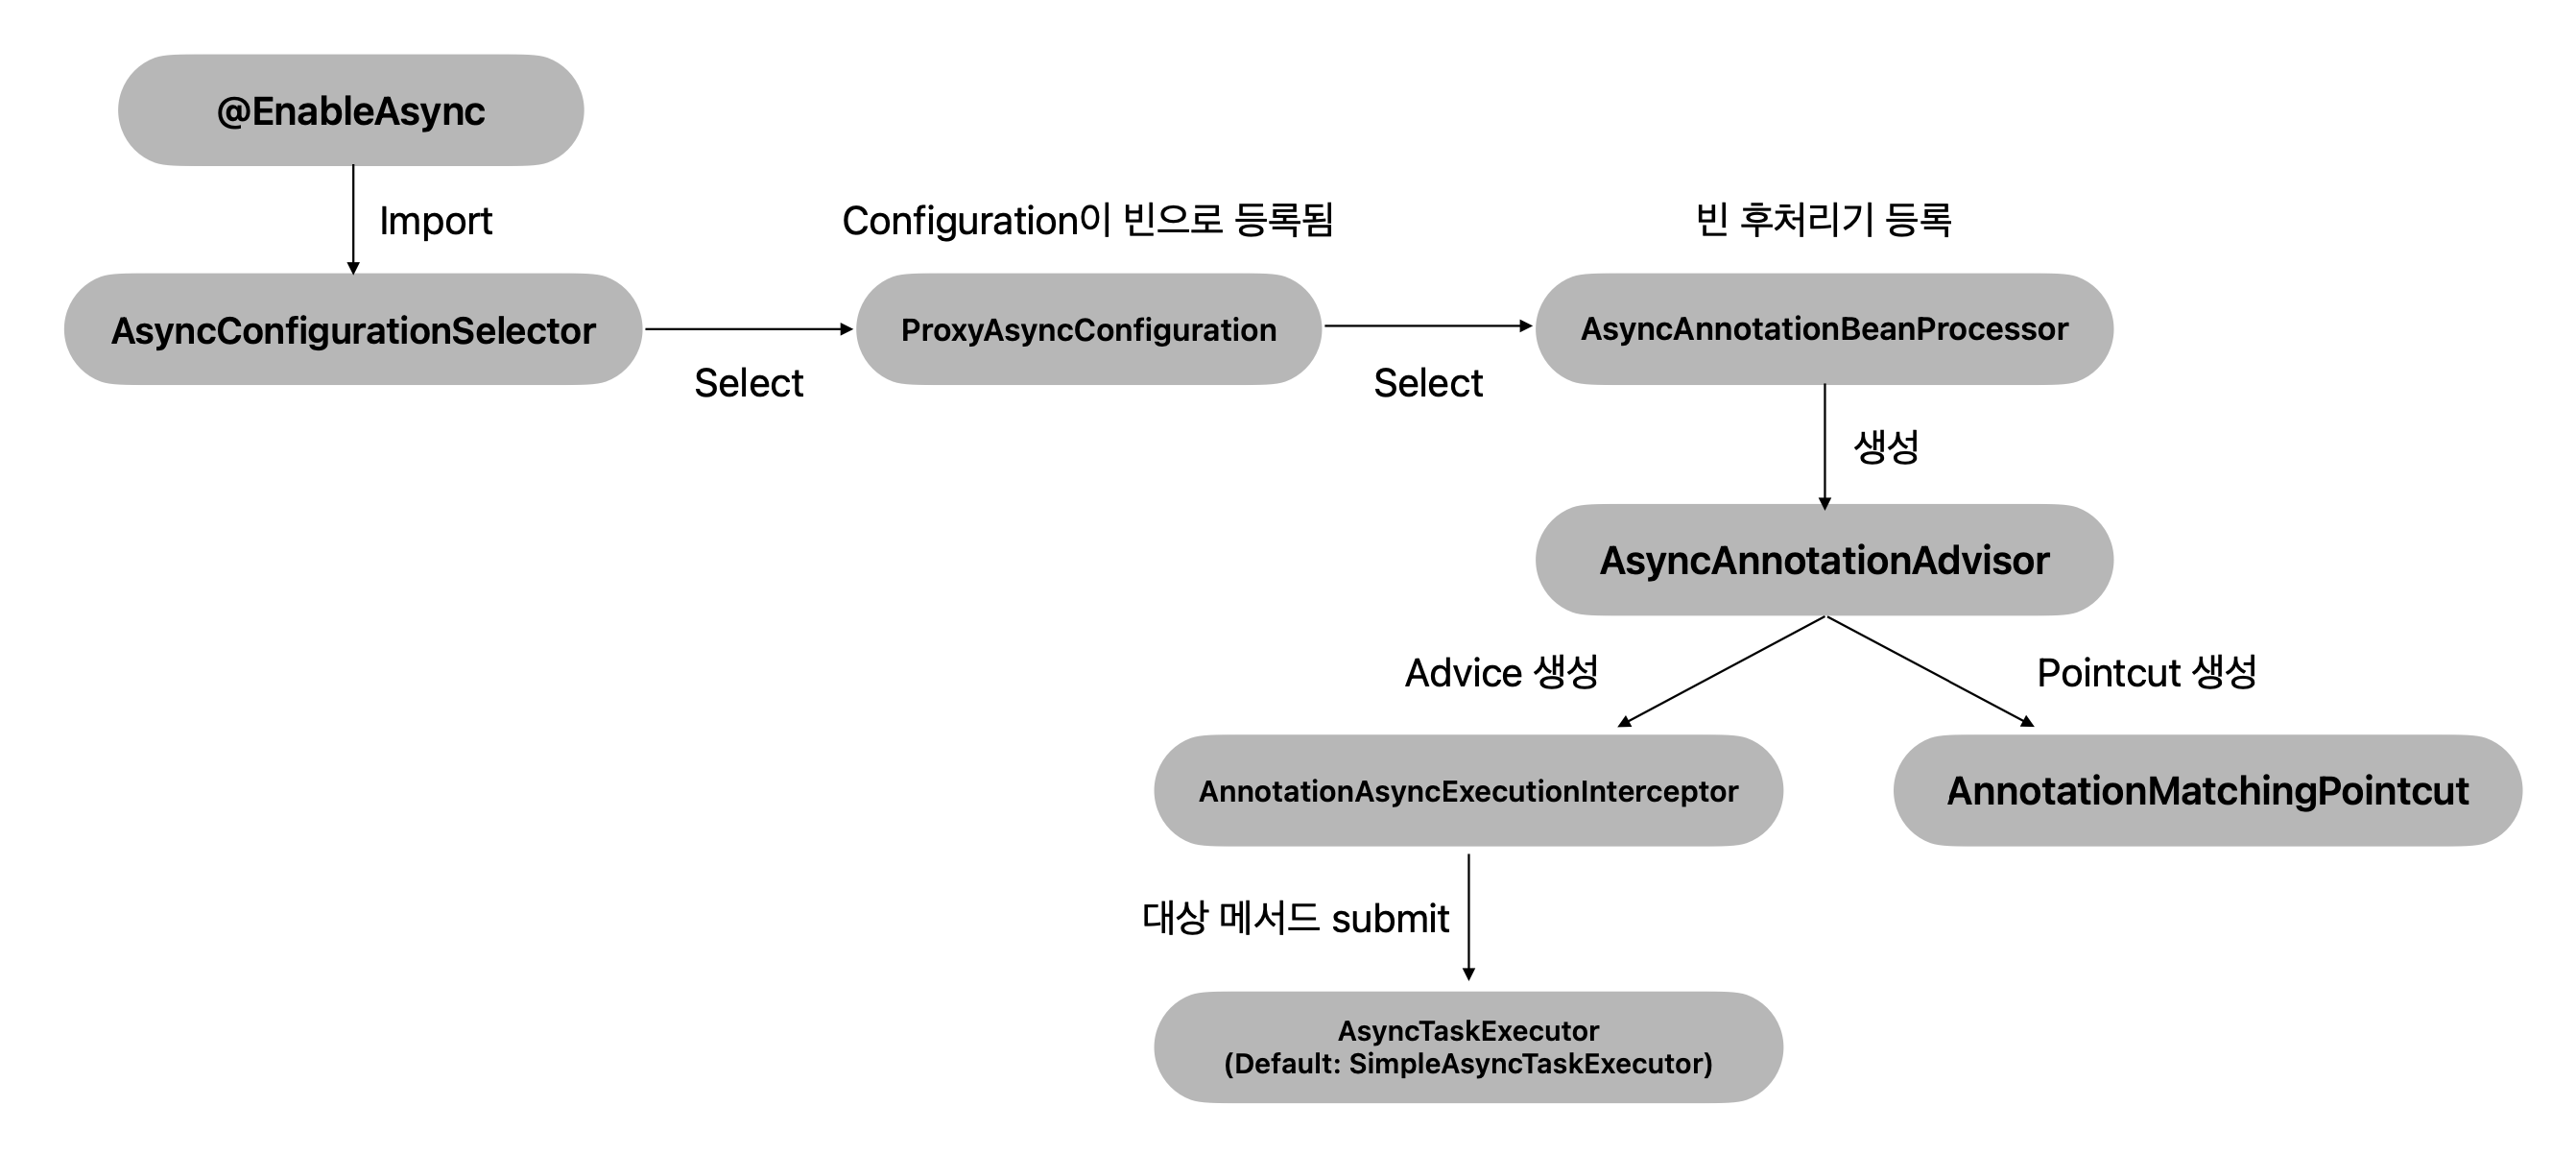 @EnableAsync
Import
Configuration이 빈으로 등록됨
빈 후처리기 등록
AsyncConfigurationSelector
ProxyAsyncConfiguration
AsyncAnnotationBeanProcessor
Select
Select
생성
AsyncAnnotationAdvisor
Advice 생성
Pointcut 생성
AnnotationAsyncExecutionInterceptor
AnnotationMatchingPointcut
대상 메서드 submit
AsyncTaskExecutor
(Default: SimpleAsyncTaskExecutor)